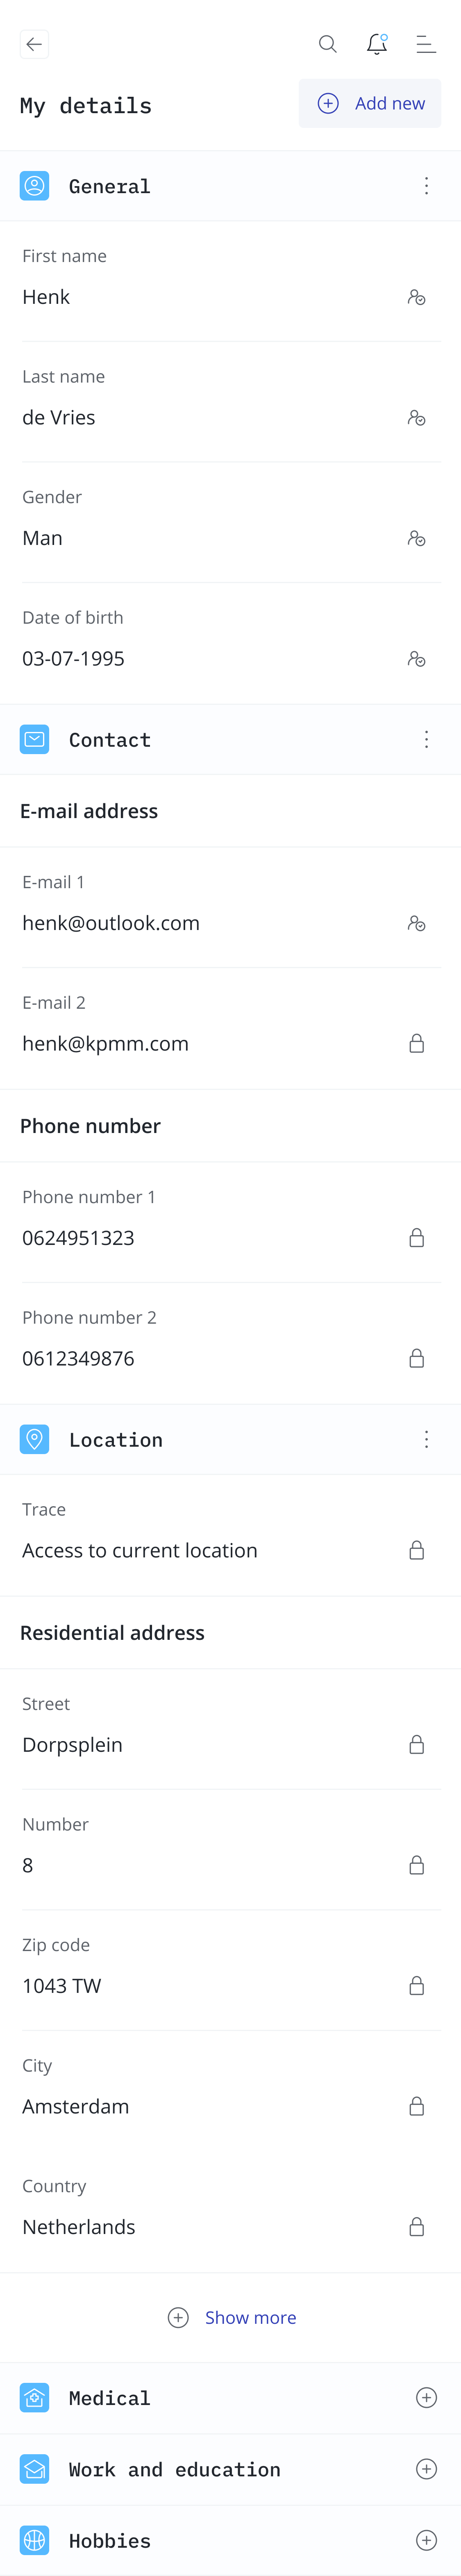 My details
Add new
General
First name
Henk
Last name
de Vries
Gender
Man
Date of birth
03-07-1995
Contact
E-mail address
E-mail 1
henk@outlook.com
E-mail 2
henk@kpmm.com
Phone number
Phone number 1
0624951323
Phone number 2
0612349876
Location
Trace
Access to current location
Residential address
Street
Dorpsplein
Number
8
Zip code
1043 TW
City
Amsterdam
Country
Netherlands
Show more
Medical
Work and education
Hobbies